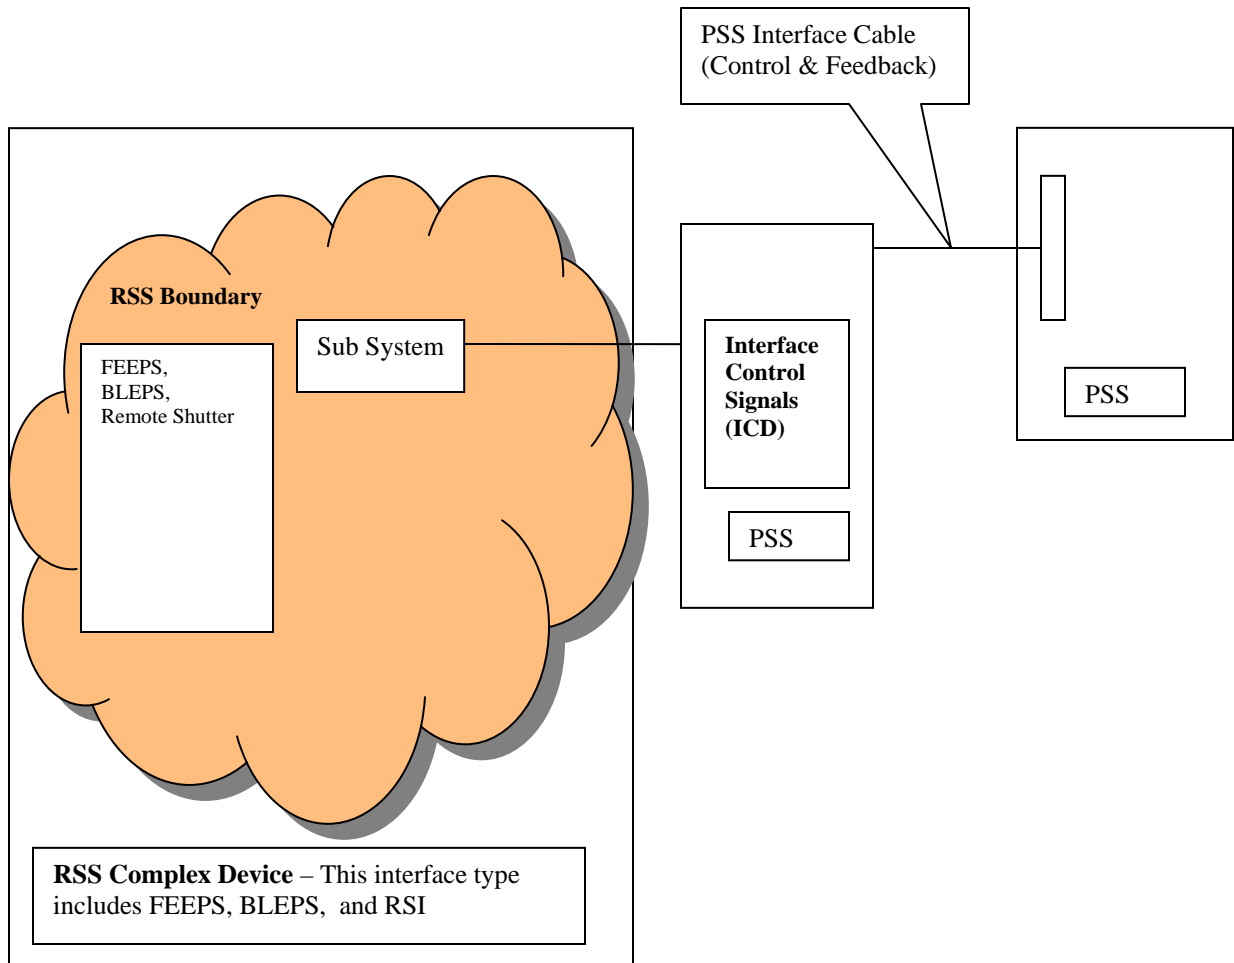 PSS Interface Cable
(Control & Feedback)
RSS Boundary
Sub System
FEEPS,
BLEPS,
Remote Shutter
Interface
Control
Signals
(ICD)
PSS
PSS
RSS Complex Device – This interface type
includes FEEPS, BLEPS, and RSI